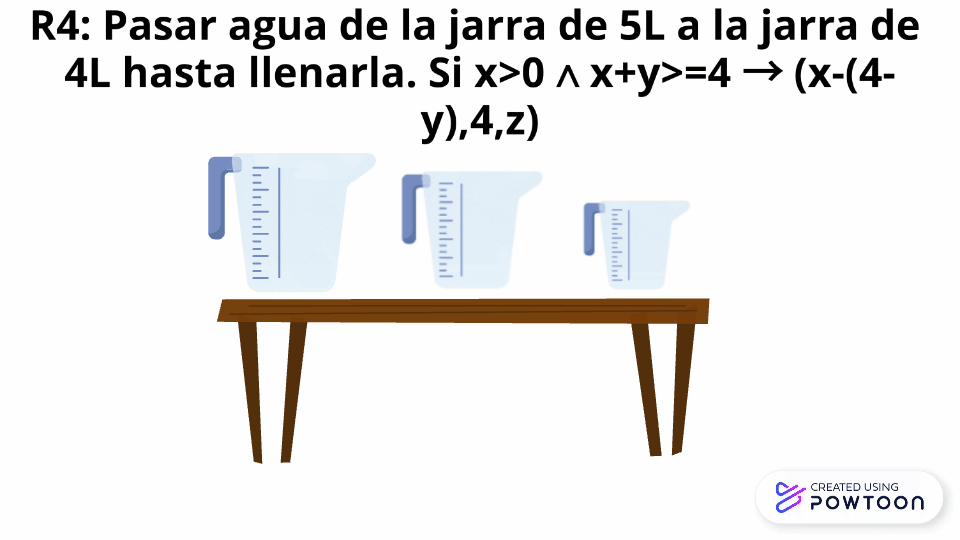 R4: Pasar agua de la jarra de 5L a la jarra de
4L hasta llenarla. Si x>0 ∧ x+y>=4 → (x-(4-
y),4,z)
CREATED USING
POWTOON